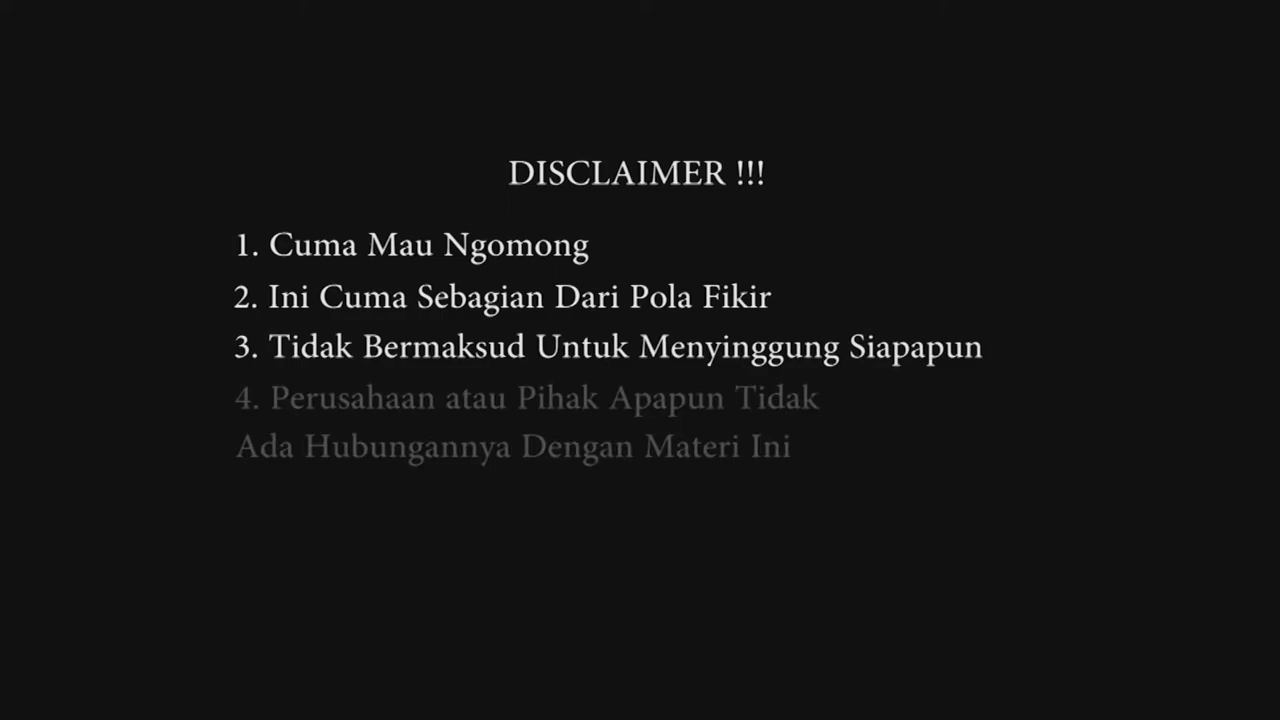 DISCLAIMER !!!
1. Cuma Mau Ngomong
2. Ini Cuma Sebagian Dari Pola Fikir
3. Tidak Bermaksud Untuk Menyinggung Siapapun
4. Perusahaan atau Pihak Apapun Tidak
Ada Hubungannya Dengan Materi Ini